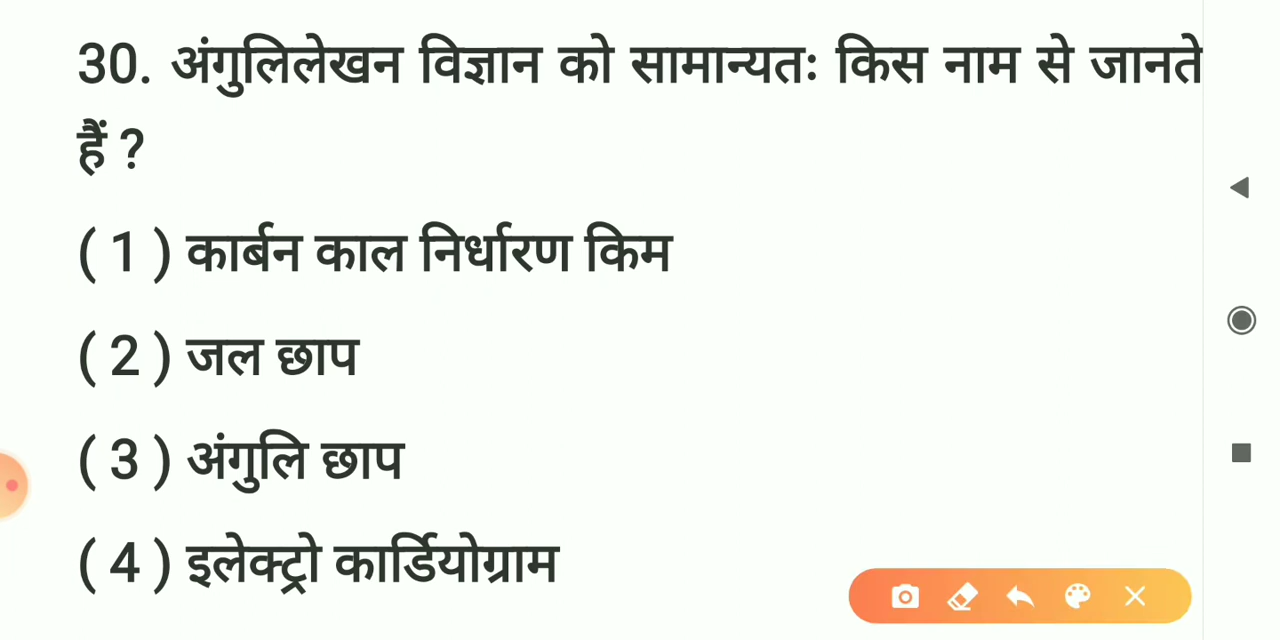 30. अंगुलिलेखन विज्ञान को सामान्यतः किस नाम से जानते
हैं ?
( 1 ) कार्बन काल निर्धारण किम
( 2 ) जल छाप
( 3 ) अंगुलि छाप
( 4 ) इलेक्ट्रो कार्डियोग्राम